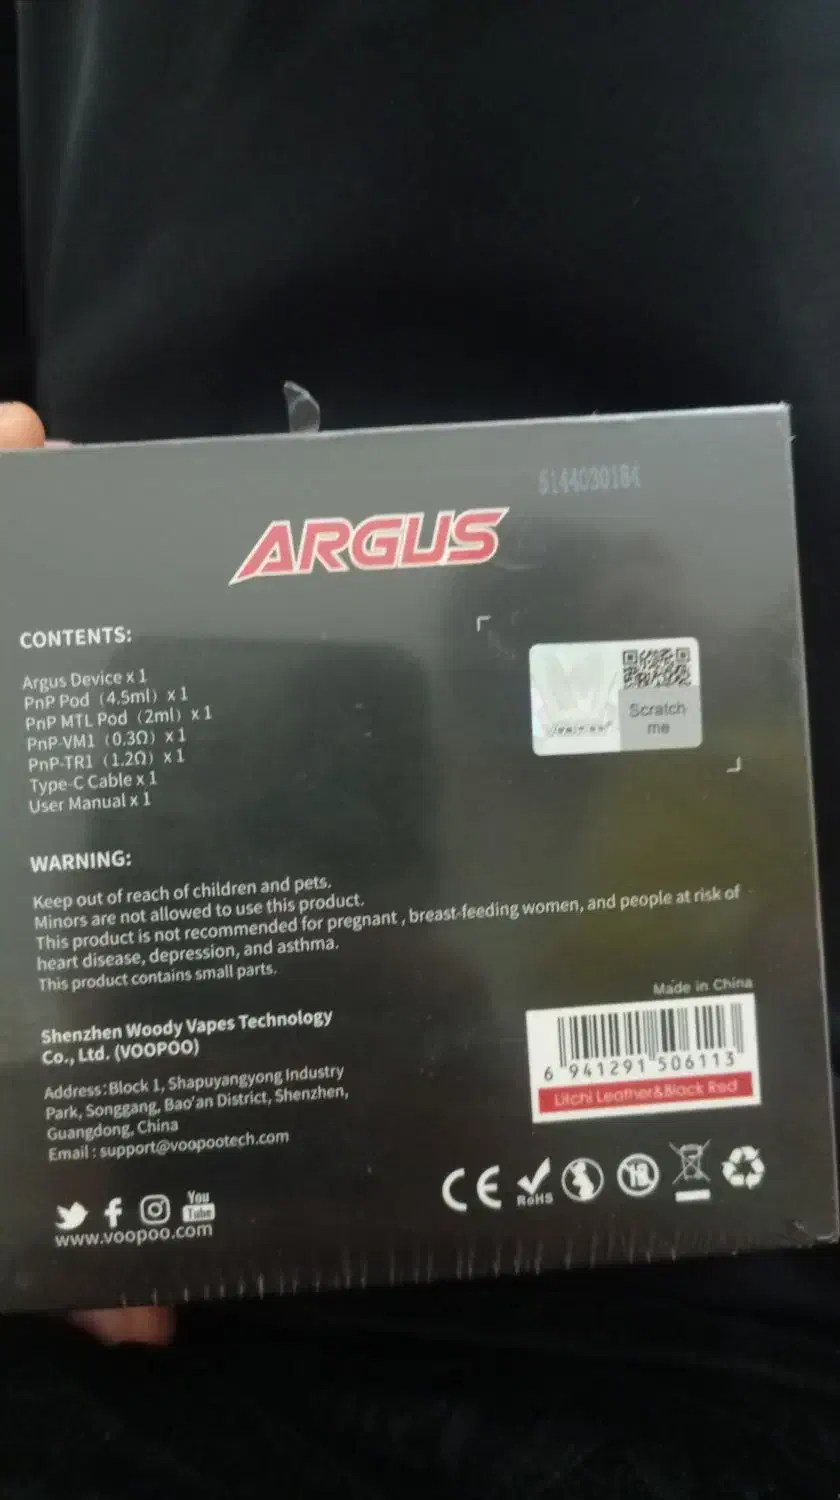 6144030184
ARGUS
CONTENTS:
Argus Device x 1
PnP Pod（4.5ml）x 1
PnP MTL Pod（2ml）x 1
PnP-VM1（0.3Ω）x 1
PnP-TR1（1.2Ω）x 1
Type-C Cable x 1
User Manual x 1
Scratch
me
WARNING:
Keep out of reach of children and pets.
Minors are not allowed to use this product.
This product is not recommended for pregnant , breast-feeding women, and people at risk of
heart disease, depression, and asthma.
This product contains small parts.
Made in China
6 941291 506113
Litchi Leather&Black Red
Shenzhen Woody Vapes Technology
Co., Ltd. (VOOPOO)
Address: Block 1, Shapuyangyong Industry
Park, Songgang, Bao'an District, Shenzhen,
Guangdong, China
Email : support@voopootech.com
You
Tube
www.voopoo.com
CE
RoHS
18